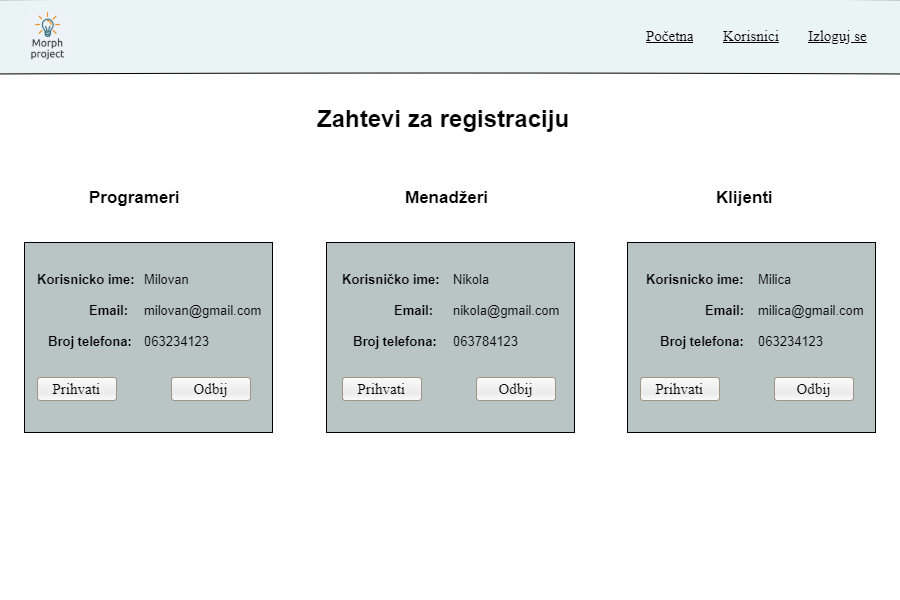 Morph
project
Početna Korisnici Izloguj se
Zahtevi za registraciju
Programeri
Korisnicko ime: Milovan
Email: milovan@gmail.com
Broj telefona: 063234123
Prihvati Odbij
Menadžeri
Korisničko ime: Nikola
Email: nikola@gmail.com
Broj telefona: 063784123
Prihvati Odbij
Klijenti
Korisnicko ime: Milica
Email: milica@gmail.com
Broj telefona: 063234123
Prihvati Odbij